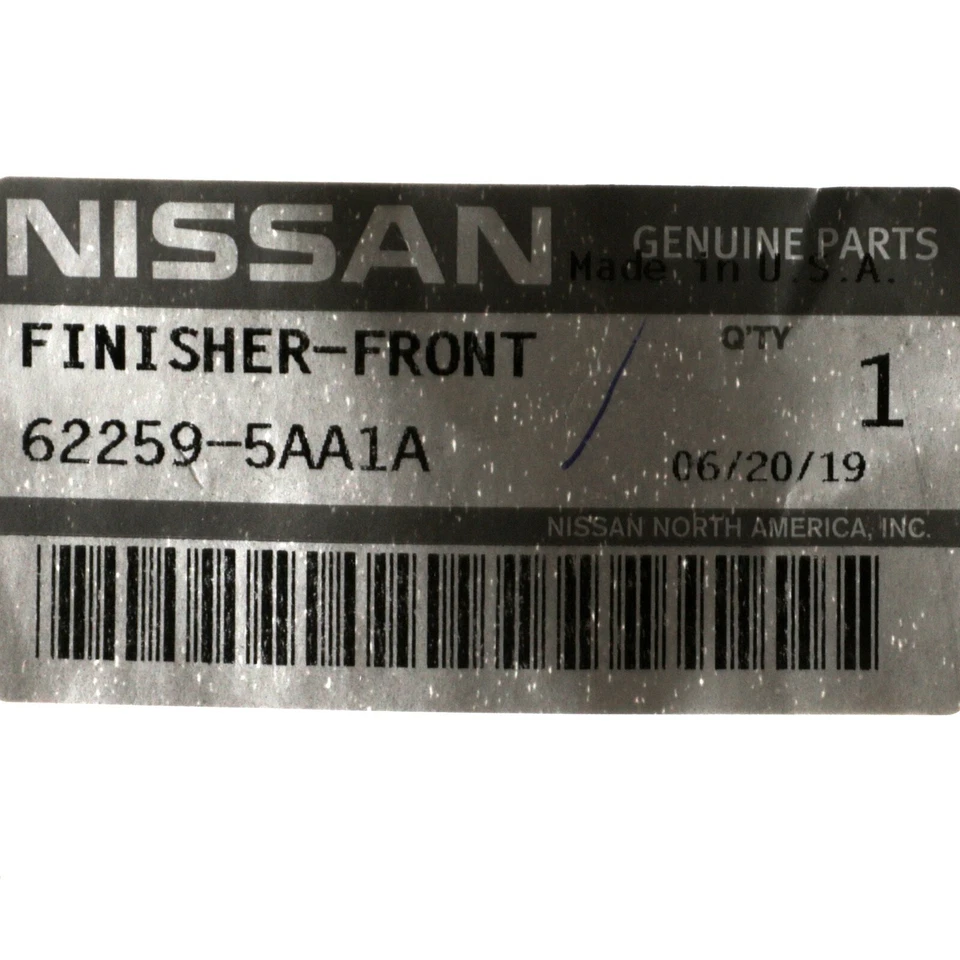 NISSAN GENUINE PARTS
Made in U.S.A.
FINISHER-FRONT Q'TY 1
62259-5AA1A 06/20/19
NISSAN NORTH AMERICA, INC.